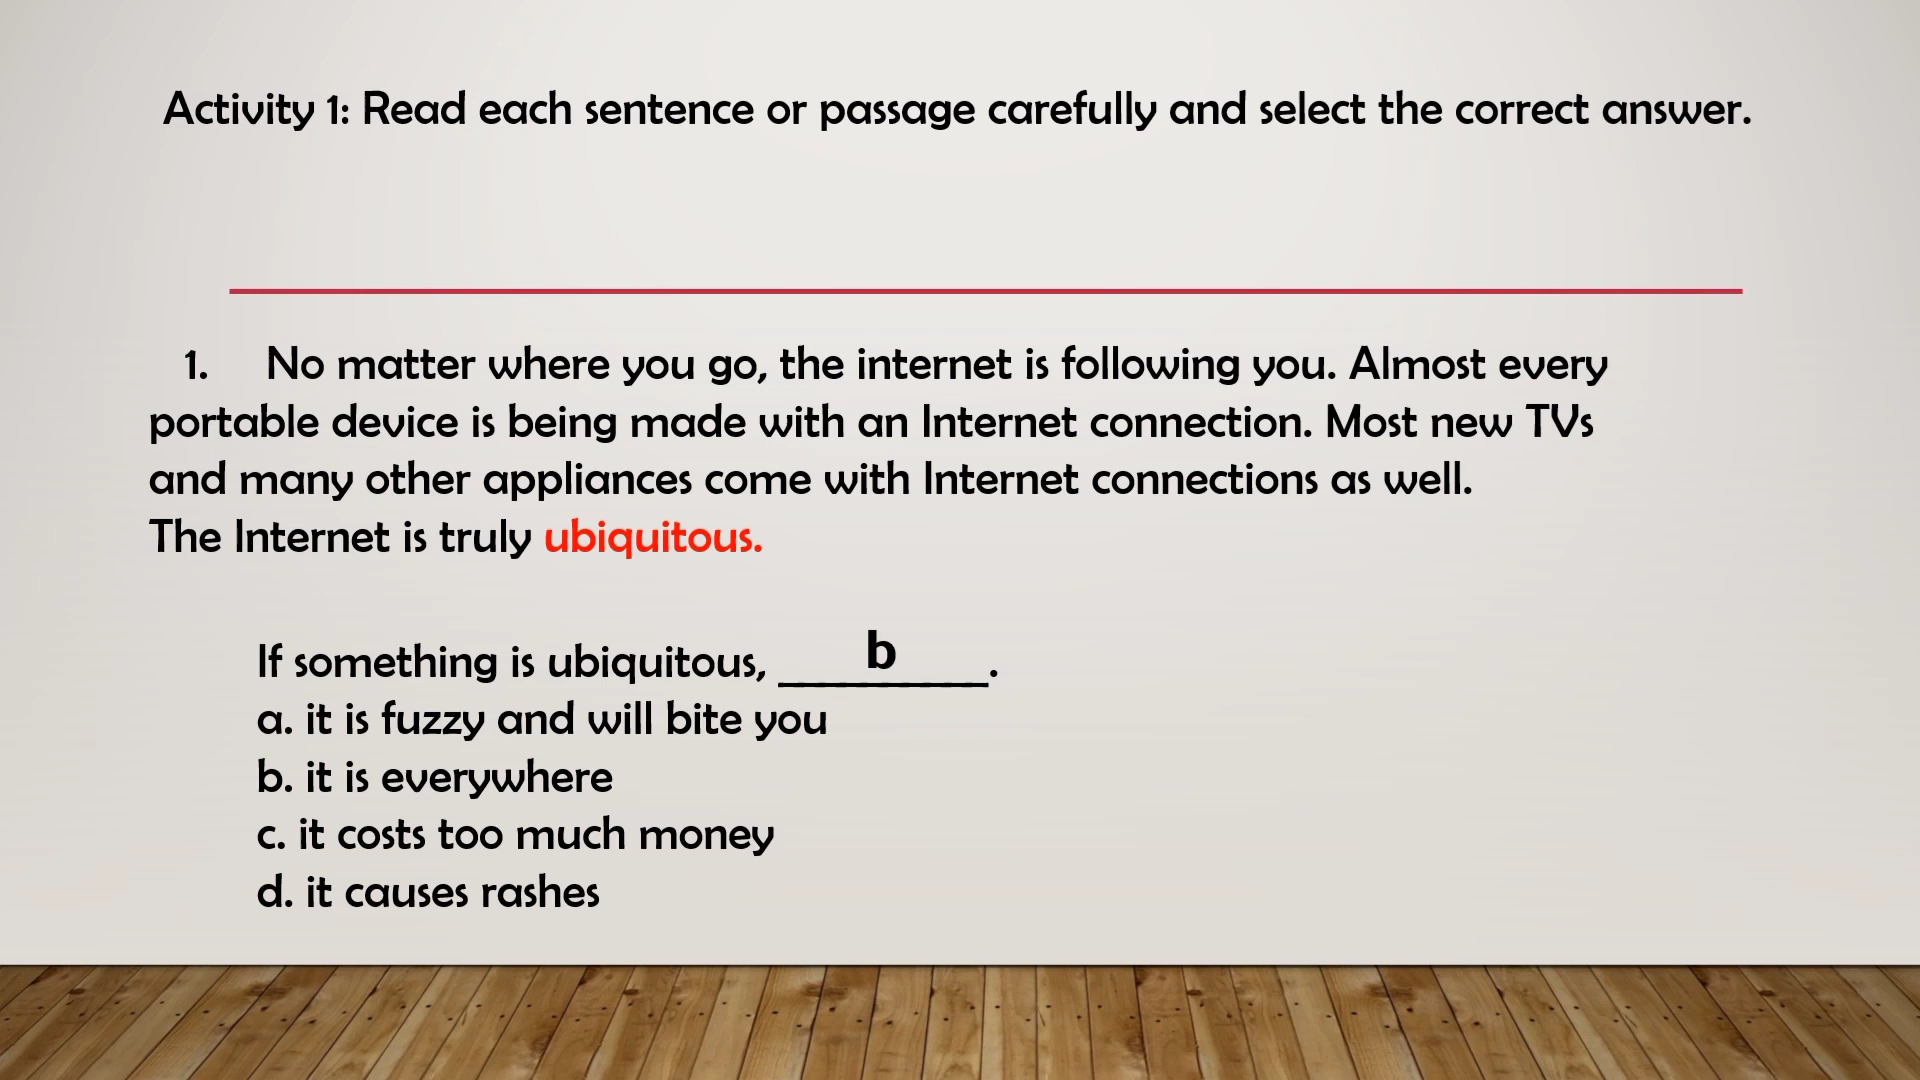 Activity 1: Read each sentence or passage carefully and select the correct answer.
1. No matter where you go, the internet is following you. Almost every
portable device is being made with an Internet connection. Most new TVs
and many other appliances come with Internet connections as well.
The Internet is truly ubiquitous.
If something is ubiquitous, __________.
b
a. it is fuzzy and will bite you
b. it is everywhere
c. it costs too much money
d. it causes rashes